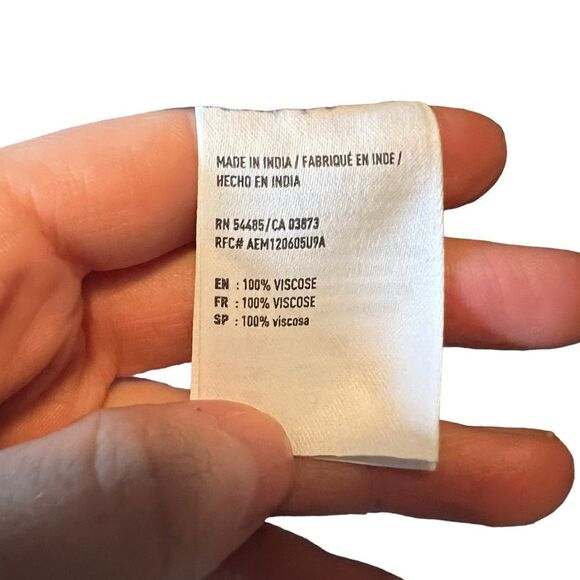 MADE IN INDIA / FABRIQUÉ EN INDE /
HECHO EN INDIA
RN 54485/CA 03873
RFC# AEM120605U9A
EN : 100% VISCOSE
FR : 100% VISCOSE
SP : 100% viscosa